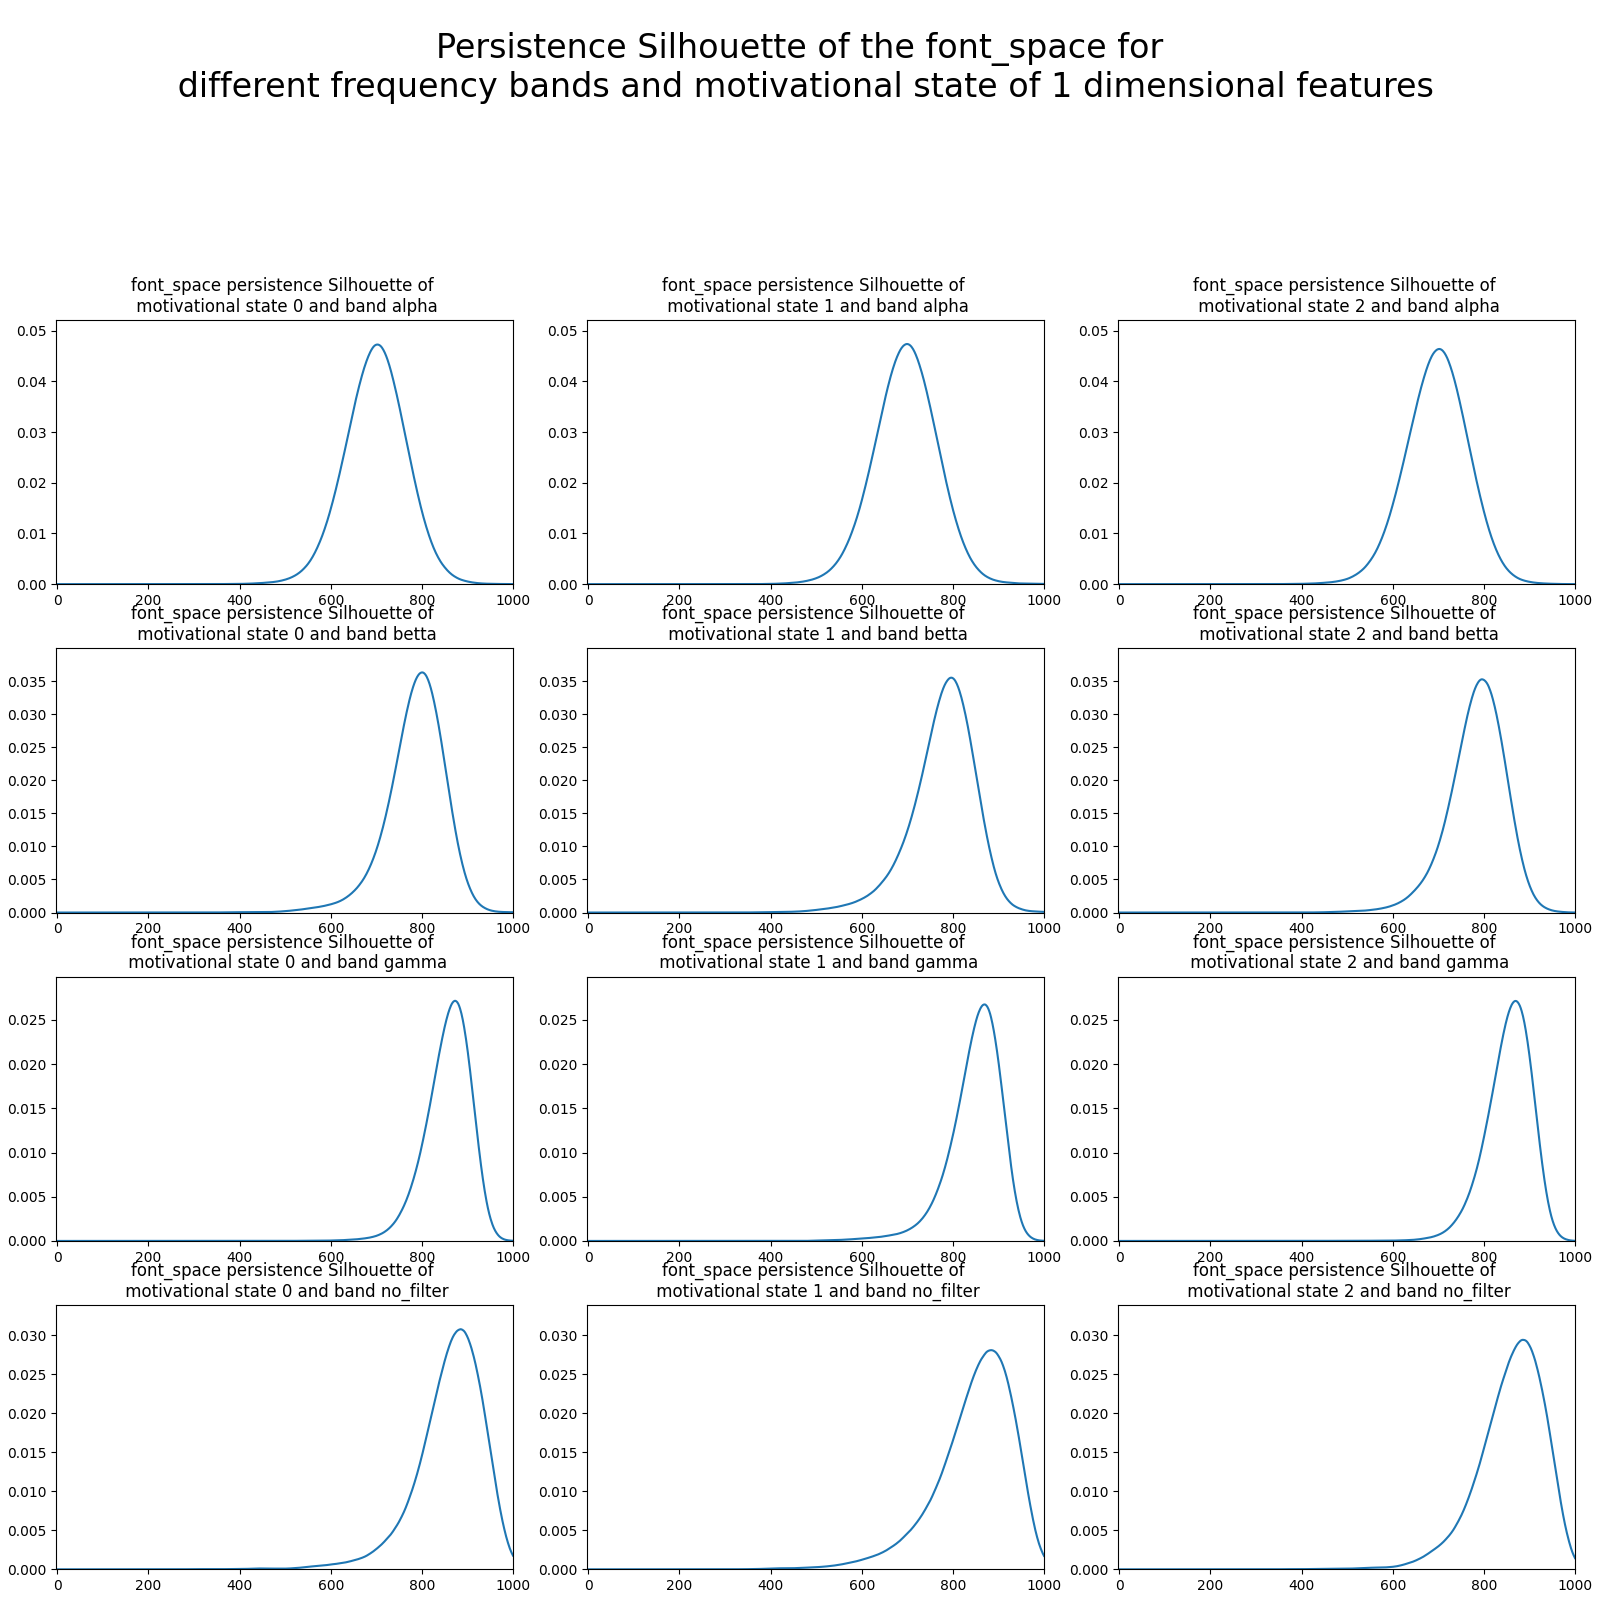 Persistence Silhouette of the font_space for
different frequency bands and motivational state of 1 dimensional features
font_space persistence Silhouette of
motivational state 0 and band alpha
0.05
0.04
0.03
0.02
0.01
0.00
0 200 400 600 800 1000
font_space persistence Silhouette of
motivational state 1 and band alpha
0.05
0.04
0.03
0.02
0.01
0.00
0 200 400 600 800 1000
font_space persistence Silhouette of
motivational state 2 and band alpha
0.05
0.04
0.03
0.02
0.01
0.00
0 200 400 600 800 1000
font_space persistence Silhouette of
motivational state 0 and band betta
0.035
0.030
0.025
0.020
0.015
0.010
0.005
0.000
0 200 400 600 800 1000
font_space persistence Silhouette of
motivational state 1 and band betta
0.035
0.030
0.025
0.020
0.015
0.010
0.005
0.000
0 200 400 600 800 1000
font_space persistence Silhouette of
motivational state 2 and band betta
0.035
0.030
0.025
0.020
0.015
0.010
0.005
0.000
0 200 400 600 800 1000
font_space persistence Silhouette of
motivational state 0 and band gamma
0.025
0.020
0.015
0.010
0.005
0.000
0 200 400 600 800 1000
font_space persistence Silhouette of
motivational state 1 and band gamma
0.025
0.020
0.015
0.010
0.005
0.000
0 200 400 600 800 1000
font_space persistence Silhouette of
motivational state 2 and band gamma
0.025
0.020
0.015
0.010
0.005
0.000
0 200 400 600 800 1000
font_space persistence Silhouette of
motivational state 0 and band no_filter
0.030
0.025
0.020
0.015
0.010
0.005
0.000
0 200 400 600 800 1000
font_space persistence Silhouette of
motivational state 1 and band no_filter
0.030
0.025
0.020
0.015
0.010
0.005
0.000
0 200 400 600 800 1000
font_space persistence Silhouette of
motivational state 2 and band no_filter
0.030
0.025
0.020
0.015
0.010
0.005
0.000
0 200 400 600 800 1000